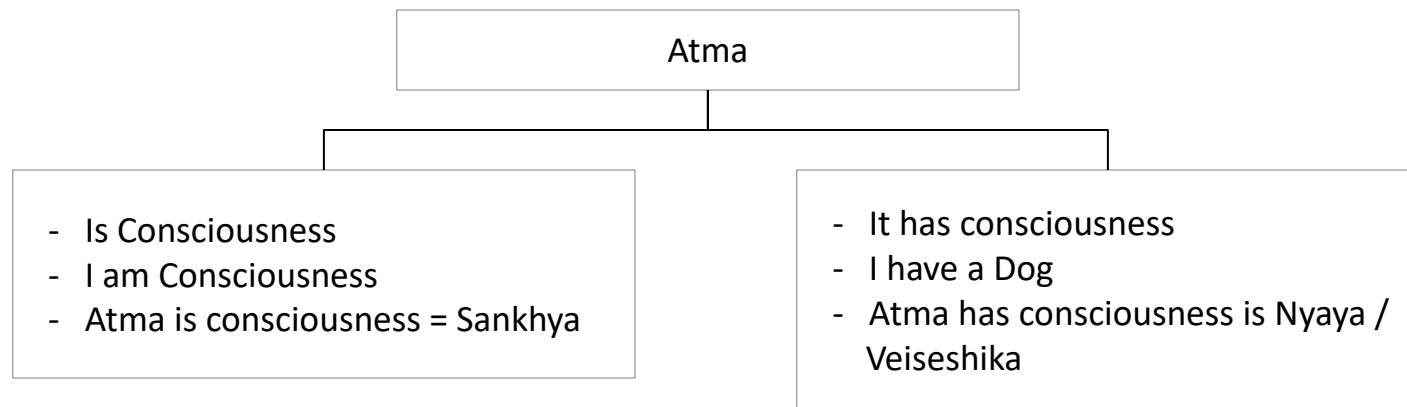 Atma
- Is Consciousness
- I am Consciousness
- Atma is consciousness = Sankhya
- It has consciousness
- I have a Dog
- Atma has consciousness is Nyaya /
Veiseshika